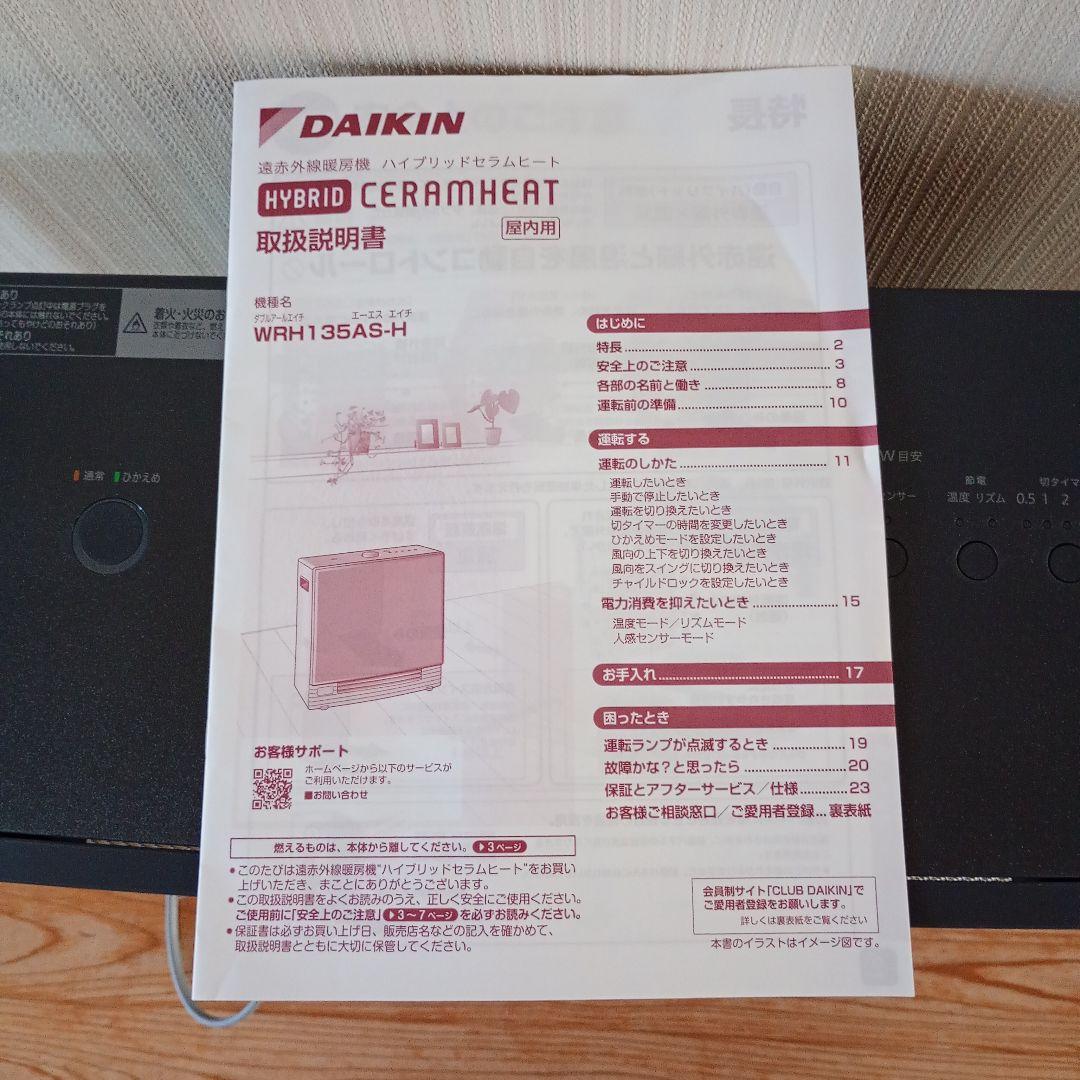 DAIKIN
遠赤外線暖房機 ハイブリッドセラムヒート
HYBRID CERAMHEAT
取扱説明書
屋内用
機種名
ダブルアールエイチ エーエス エイチ
WRH135AS-H
はじめに
特長 2
安全上のご注意 3
各部の名前と働き 8
運転前の準備 10
運転する
運転のしかた 11
運転したいとき
手動で停止したいとき
運転を切り換えたいとき
切タイマーの時間を変更したいとき
ひかえめモードを設定したいとき
風向の上下を切り換えたいとき
風向をスイングに切り換えたいとき
チャイルドロックを設定したいとき
電力消費を抑えたいとき 15
温度モード/リズムモード
人感センサーモード
お手入れ 17
困ったとき
運転ランプが点滅するとき 19
故障かな?と思ったら 20
保証とアフターサービス/仕様 23
お客様ご相談窓口/ご愛用者登録… 裏表紙
お客様サポート
ホームページから以下のサービスが
ご利用いただけます。
■お問い合わせ
燃えるものは、本体から離してください。 3ページ
●このたびは遠赤外線暖房機"ハイブリッドセラムヒート"をお買い
上げいただき、まことにありがとうございます。
●この取扱説明書をよくお読みのうえ、正しく安全にご使用ください。
ご使用前に「安全上のご注意」 3～7ページ を必ずお読みください。
●保証書は必ずお買い上げ日、販売店名などの記入を確かめて、
取扱説明書とともに大切に保管してください。
会員制サイト「CLUB DAIKIN」で
ご愛用者登録をお願いします。
詳しくは裏表紙をご覧ください
本書のイラストはイメージ図です。
着火・火災のお
通常 ひかえめ
W 目安
センサー
節電
温度 リズム
切タイマ
0.5 1 2